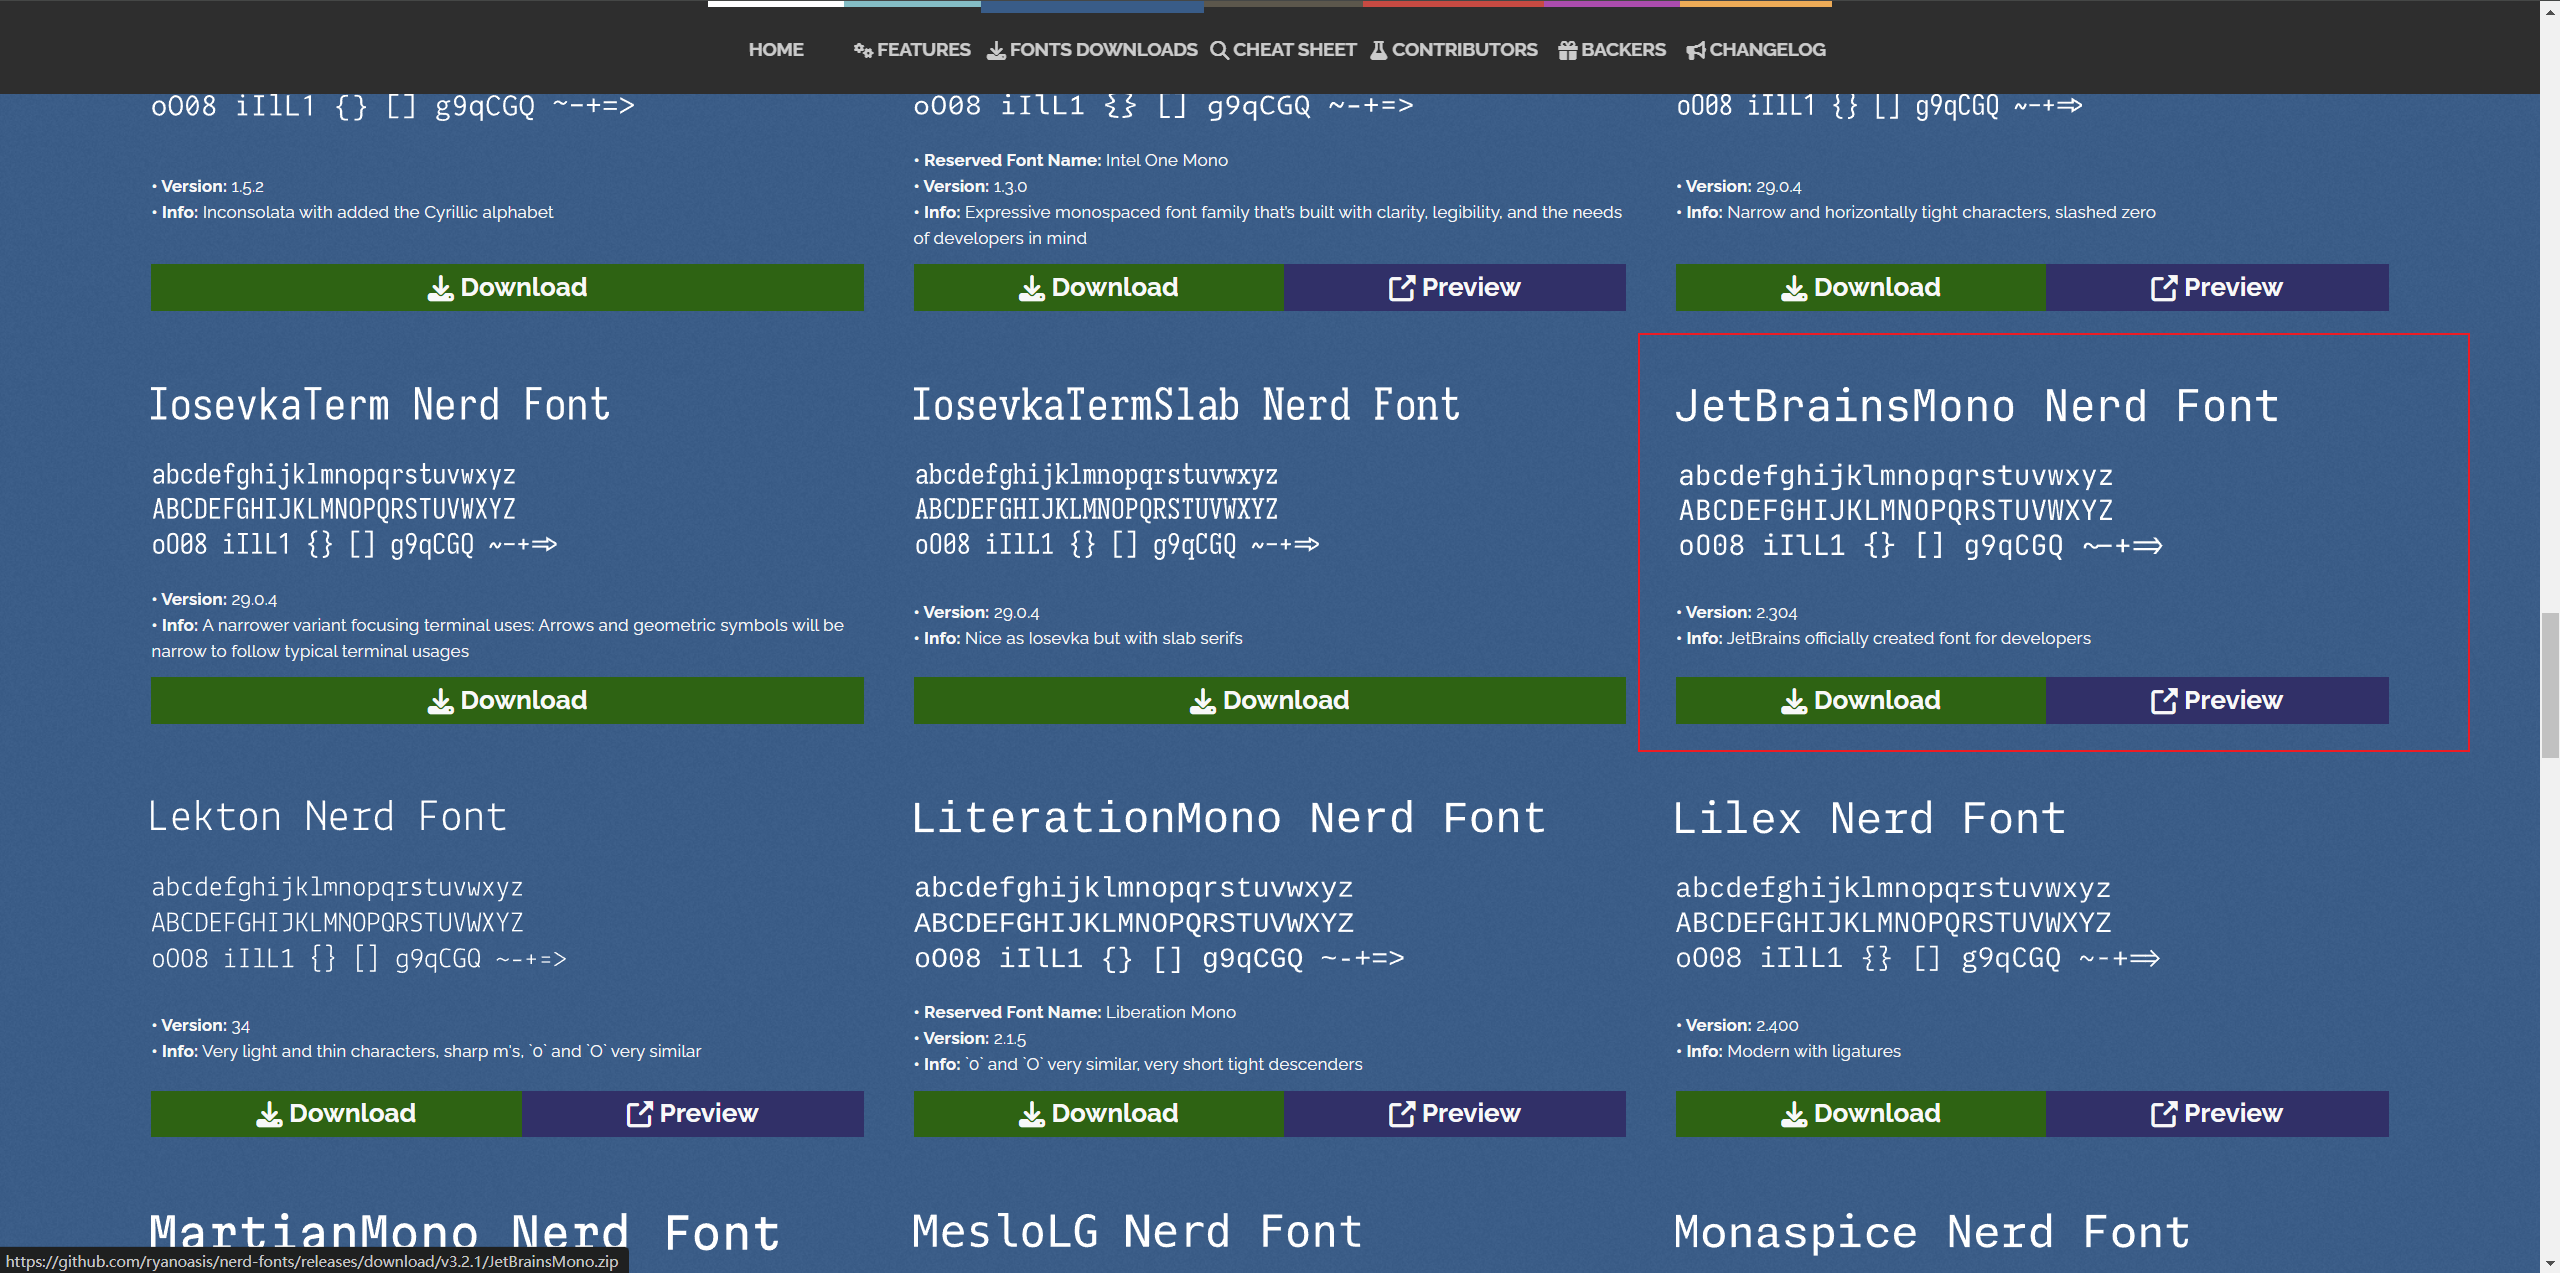 HOME FEATURES FONTS DOWNLOADS CHEAT SHEET CONTRIBUTORS BACKERS CHANGELOG
oO08 iIlL1 {} [] g9qCGQ ~-+=>
• Version: 1.5.2
• Info: Inconsolata with added the Cyrillic alphabet
Download
oO08 iIlL1 {} [] g9qCGQ ~-+=>
• Reserved Font Name: Intel One Mono
• Version: 1.3.0
• Info: Expressive monospaced font family that's built with clarity, legibility, and the needs
of developers in mind
Download Preview
oO08 iIlL1 {} [] g9qCGQ ~-+=>
• Version: 29.0.4
• Info: Narrow and horizontally tight characters, slashed zero
Download Preview
IosevkaTerm Nerd Font
abcdefghijklmnopqrstuvwxyz
ABCDEFGHIJKLMNOPQRSTUVWXYZ
oO08 iIlL1 {} [] g9qCGQ ~-+=>
• Version: 29.0.4
• Info: A narrower variant focusing terminal uses: Arrows and geometric symbols will be
narrow to follow typical terminal usages
Download
IosevkaTermSlab Nerd Font
abcdefghijklmnopqrstuvwxyz
ABCDEFGHIJKLMNOPQRSTUVWXYZ
oO08 iIlL1 {} [] g9qCGQ ~-+=>
• Version: 29.0.4
• Info: Nice as Iosevka but with slab serifs
Download
JetBrainsMono Nerd Font
abcdefghijklmnopqrstuvwxyz
ABCDEFGHIJKLMNOPQRSTUVWXYZ
oO08 iIlL1 {} [] g9qCGQ ~-+=>
• Version: 2.304
• Info: JetBrains officially created font for developers
Download Preview
Lekton Nerd Font
abcdefghijklmnopqrstuvwxyz
ABCDEFGHIJKLMNOPQRSTUVWXYZ
oO08 iIlL1 {} [] g9qCGQ ~-+=>
• Version: 34
• Info: Very light and thin characters, sharp m's, `0` and `O` very similar
Download Preview
LiterationMono Nerd Font
abcdefghijklmnopqrstuvwxyz
ABCDEFGHIJKLMNOPQRSTUVWXYZ
oO08 iIlL1 {} [] g9qCGQ ~-+=>
• Reserved Font Name: Liberation Mono
• Version: 2.1.5
• Info: `0` and `O` very similar, very short tight descenders
Download Preview
Lilex Nerd Font
abcdefghijklmnopqrstuvwxyz
ABCDEFGHIJKLMNOPQRSTUVWXYZ
oO08 iIlL1 {} [] g9qCGQ ~-+=>
• Version: 2.400
• Info: Modern with ligatures
Download Preview
MartianMono Nerd Font
MesloLG Nerd Font
Monaspice Nerd Font
https://github.com/ryanoasis/nerd-fonts/releases/download/v3.2.1/JetBrainsMono.zip